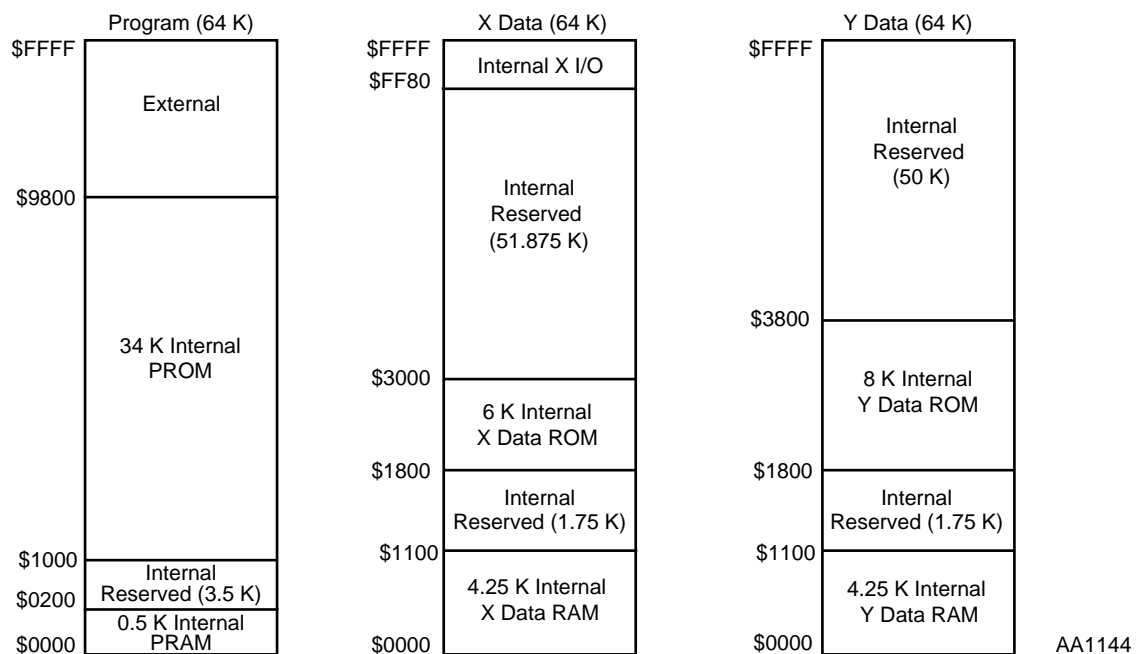 Program (64 K)
$FFFF
External
$9800
34 K Internal
PROM
$1000
Internal
Reserved (3.5 K)
$0200
0.5 K Internal
PRAM
$0000
X Data (64 K)
$FFFF
Internal X I/O
$FF80
Internal
Reserved
(51.875 K)
$3000
6 K Internal
X Data ROM
$1800
Internal
Reserved (1.75 K)
$1100
4.25 K Internal
X Data RAM
$0000
Y Data (64 K)
$FFFF
Internal
Reserved
(50 K)
$3800
8 K Internal
Y Data ROM
$1800
Internal
Reserved (1.75 K)
$1100
4.25 K Internal
Y Data RAM
$0000
AA1144